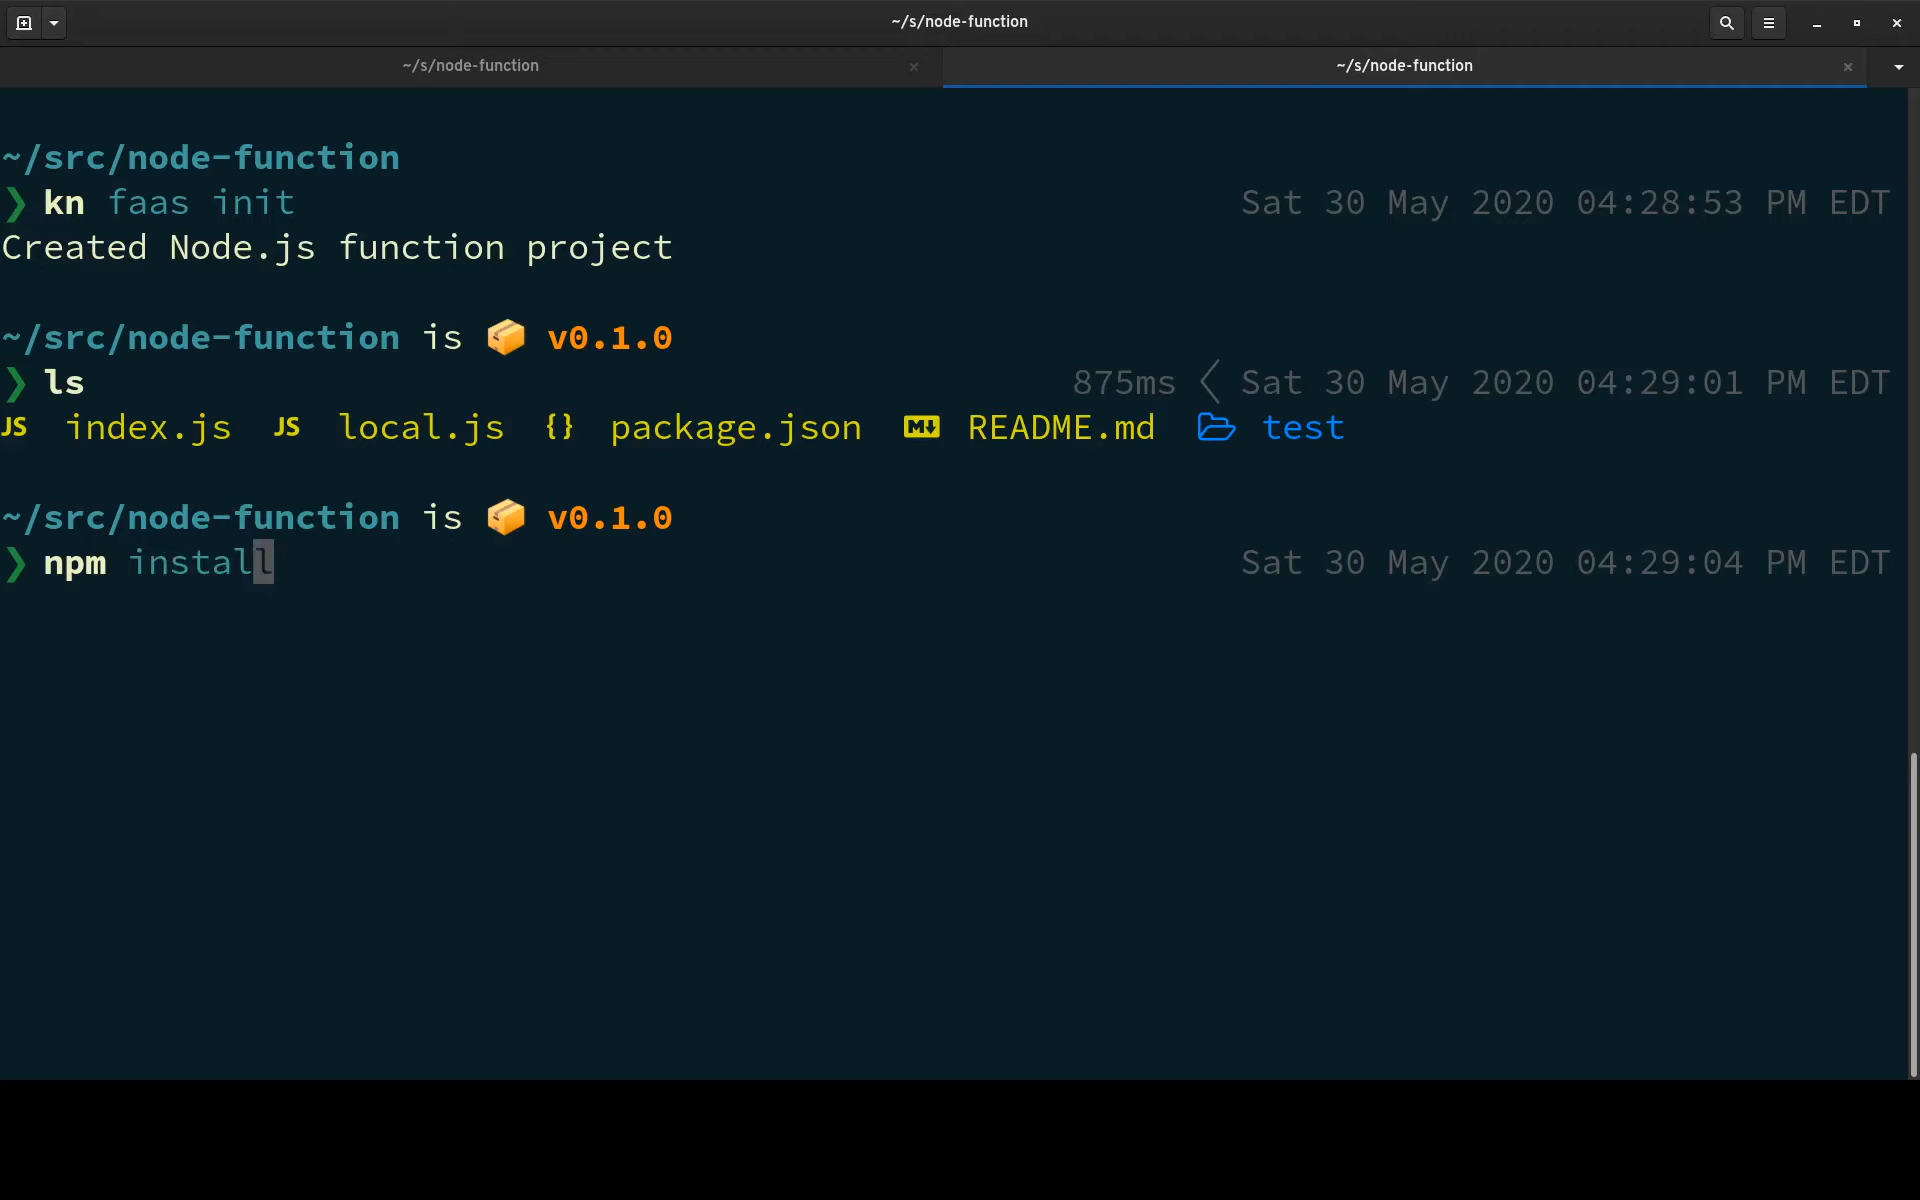 ~/s/node-function
~/s/node-function ~/s/node-function
~/src/node-function
❯ kn faas init Sat 30 May 2020 04:28:53 PM EDT
Created Node.js function project
~/src/node-function is 📦 v0.1.0
❯ ls 875ms Sat 30 May 2020 04:29:01 PM EDT
JS index.js JS local.js {} package.json M↓ README.md test
~/src/node-function is 📦 v0.1.0
❯ npm install Sat 30 May 2020 04:29:04 PM EDT